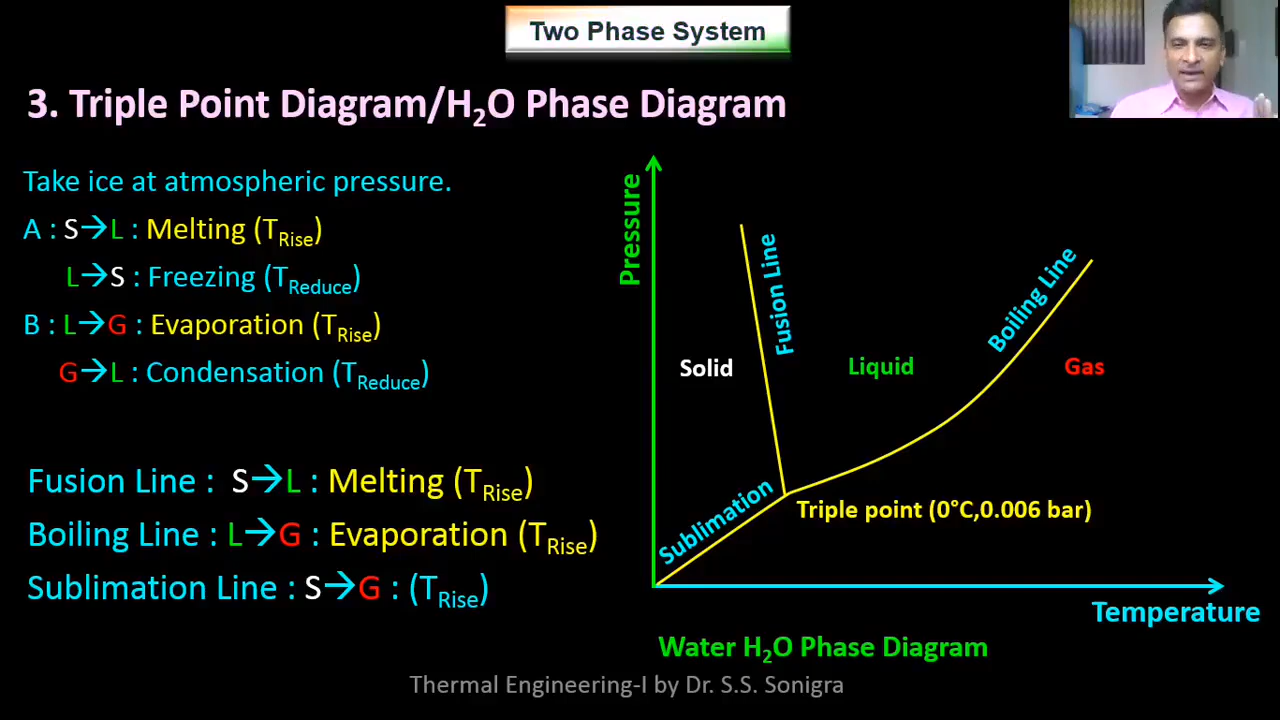 Two Phase System
3. Triple Point Diagram/H₂O Phase Diagram
Take ice at atmospheric pressure.
A : S→L : Melting (T_Rise)
L→S : Freezing (T_Reduce)
B : L→G : Evaporation (T_Rise)
G→L : Condensation (T_Reduce)
Fusion Line : S→L : Melting (T_Rise)
Boiling Line : L→G : Evaporation (T_Rise)
Sublimation Line : S→G : (T_Rise)
Pressure
Fusion Line
Boiling Line
Solid
Liquid
Gas
Sublimation
Triple point (0°C,0.006 bar)
Temperature
Water H₂O Phase Diagram
Thermal Engineering-I by Dr. S.S. Sonigra